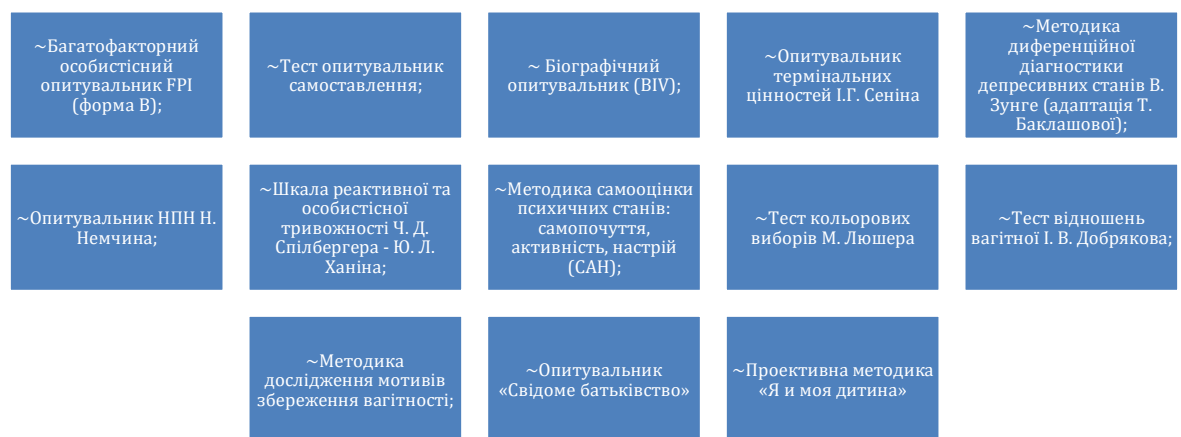 ~Багатофакторний
особистісний
опитувальник FPI
(форма В);
~Тест опитувальник
самоставлення;
~ Біографічний
опитувальник (BIV);
~Опитувальник
термінальних
цінностей І.Г. Сеніна
~Методика
диференційної
діагностики
депресивних станів В.
Зунге (адаптація Т.
Баклашової);
~Опитувальник НПН Н.
Немчина;
~Шкала реактивної та
особистісної
тривожності Ч. Д.
Спілбергера - Ю. Л.
Ханіна;
~Методика самооцінки
психичних станів:
самопочуття,
активність, настрій
(САН);
~Тест кольорових
виборів М. Люшера
~Тест відношень
вагітної І. В. Добрякова;
~Методика
дослідження мотивів
збереження вагітності;
~Опитувальник
«Свідоме батьківство»
~Проективна методика
«Я и моя дитина»